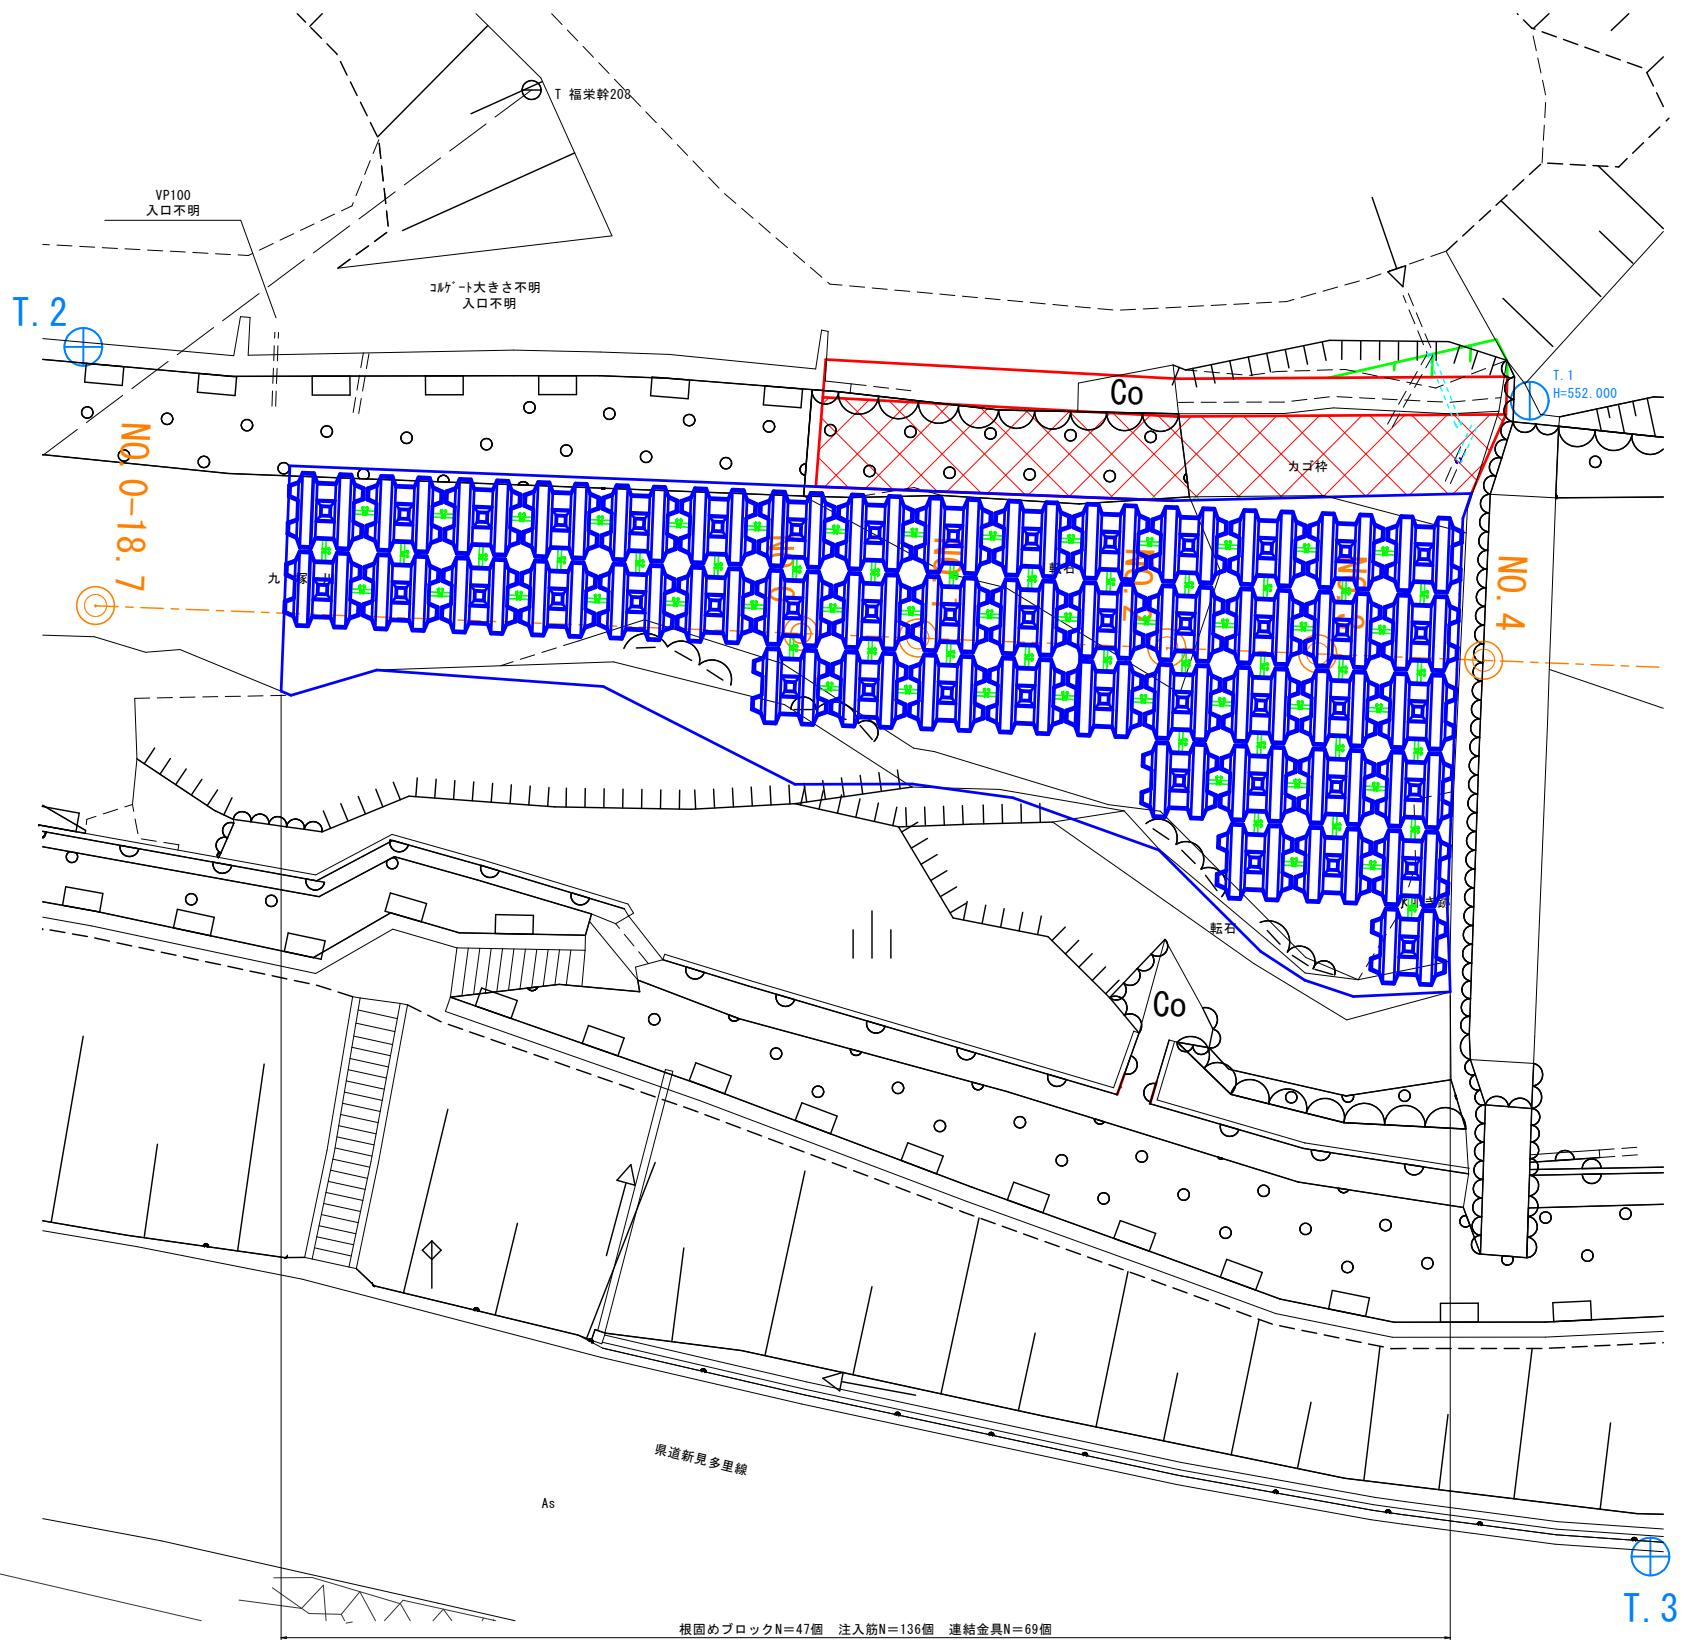 T 福栄幹208
VP100
入口不明
ｺﾙｹﾞｰﾄ大きさ不明
入口不明
T. 2
T. 1
H=552.000
Co
カゴ枠
NO. 0-18. 7
NO. 4
転石
転石
Co
県道新見多里線
As
T. 3
根固めブロックN＝47個　注入筋N＝136個　連結金具N＝69個